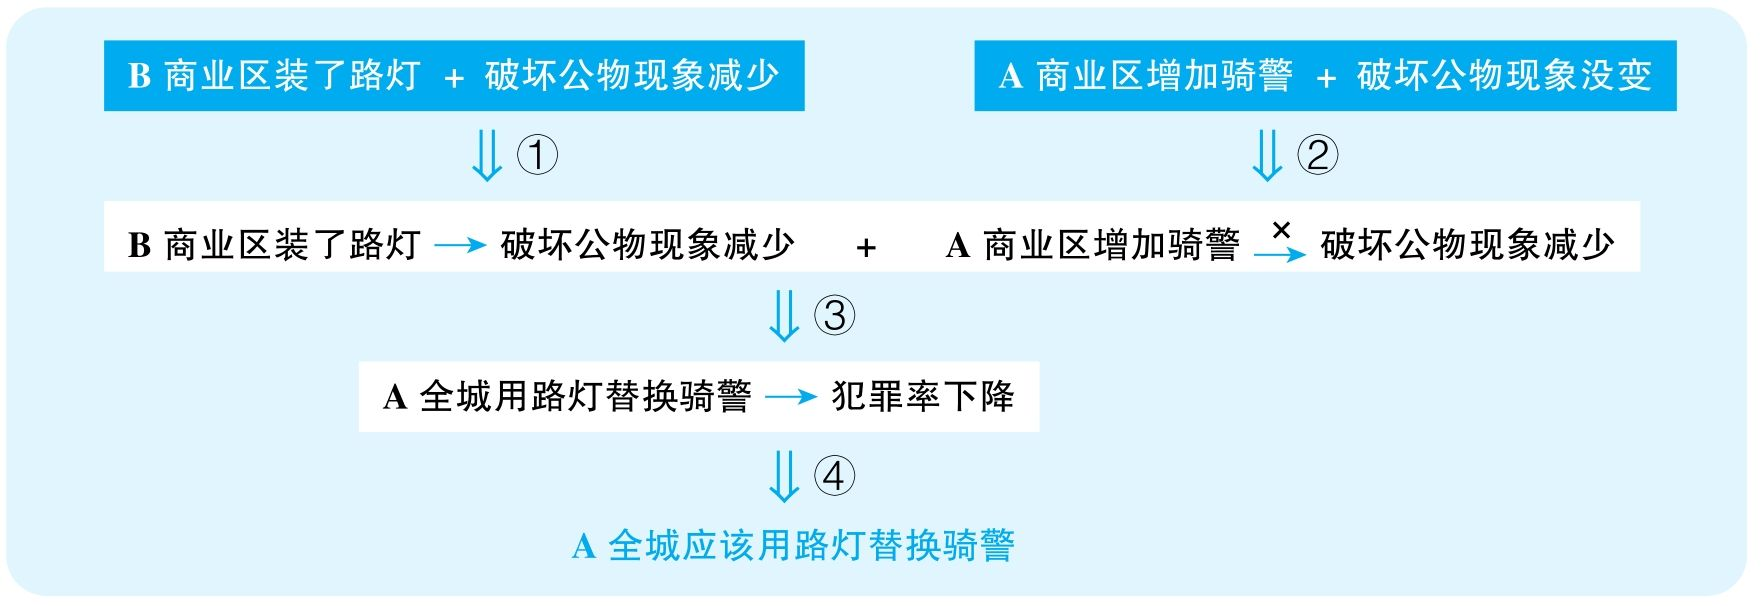 B 商业区装了路灯 + 破坏公物现象减少
A 商业区增加骑警 + 破坏公物现象没变
①
②
B 商业区装了路灯 → 破坏公物现象减少 + A 商业区增加骑警 × → 破坏公物现象减少
③
A 全城用路灯替换骑警 → 犯罪率下降
④
A 全城应该用路灯替换骑警